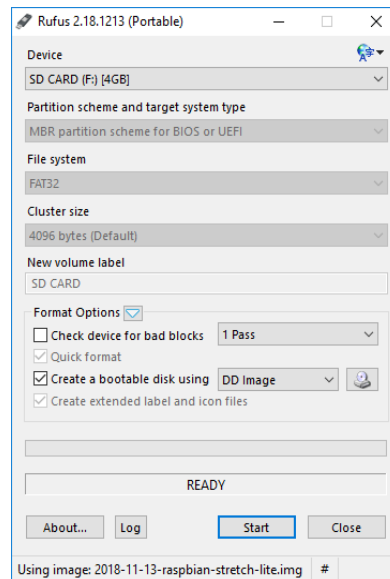 Rufus 2.18.1213 (Portable)
Device
SD CARD (F:) [4GB]
Partition scheme and target system type
MBR partition scheme for BIOS or UEFI
File system
FAT32
Cluster size
4096 bytes (Default)
New volume label
SD CARD
Format Options
Check device for bad blocks 1 Pass
Quick format
Create a bootable disk using DD Image
Create extended label and icon files
READY
About... Log Start Close
Using image: 2018-11-13-raspbian-stretch-lite.img #